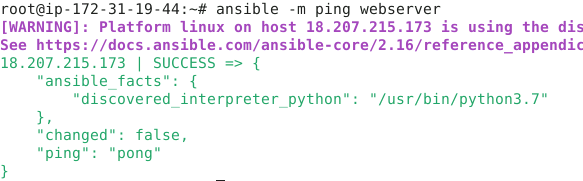 root@ip-172-31-19-44:~# ansible -m ping webserver
[WARNING]: Platform linux on host 18.207.215.173 is using the dis
See https://docs.ansible.com/ansible-core/2.16/reference_appendic
18.207.215.173 | SUCCESS => {
    "ansible_facts": {
        "discovered_interpreter_python": "/usr/bin/python3.7"
    },
    "changed": false,
    "ping": "pong"
}